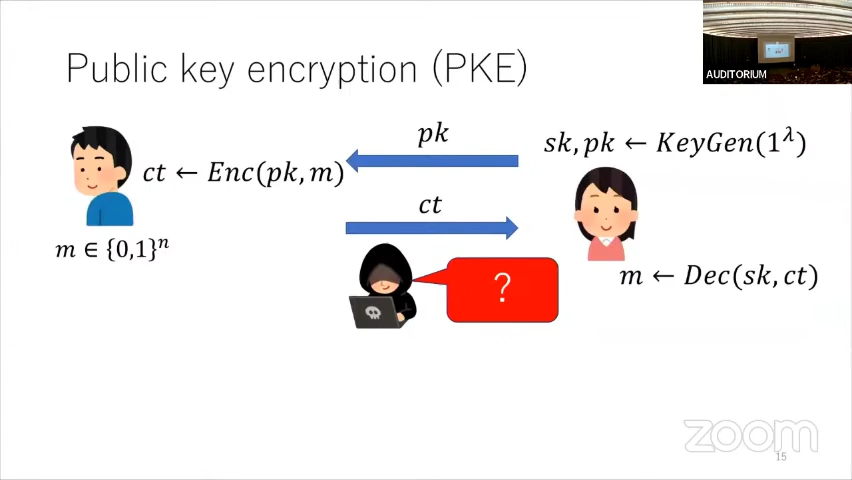 Public key encryption (PKE)
AUDITORIUM
pk
sk, pk ← KeyGen(1^λ)
ct ← Enc(pk, m)
ct
m ∈ {0,1}^n
?
m ← Dec(sk, ct)
zoom
15